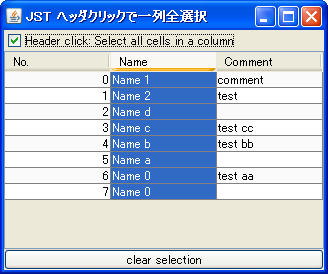 JST ヘッダクリックで一列全選択
Header click: Select all cells in a column
No. Name Comment
0 Name 1 comment
1 Name 2 test
2 Name d
3 Name c test cc
4 Name b test bb
5 Name a
6 Name 0 test aa
7 Name 0
clear selection